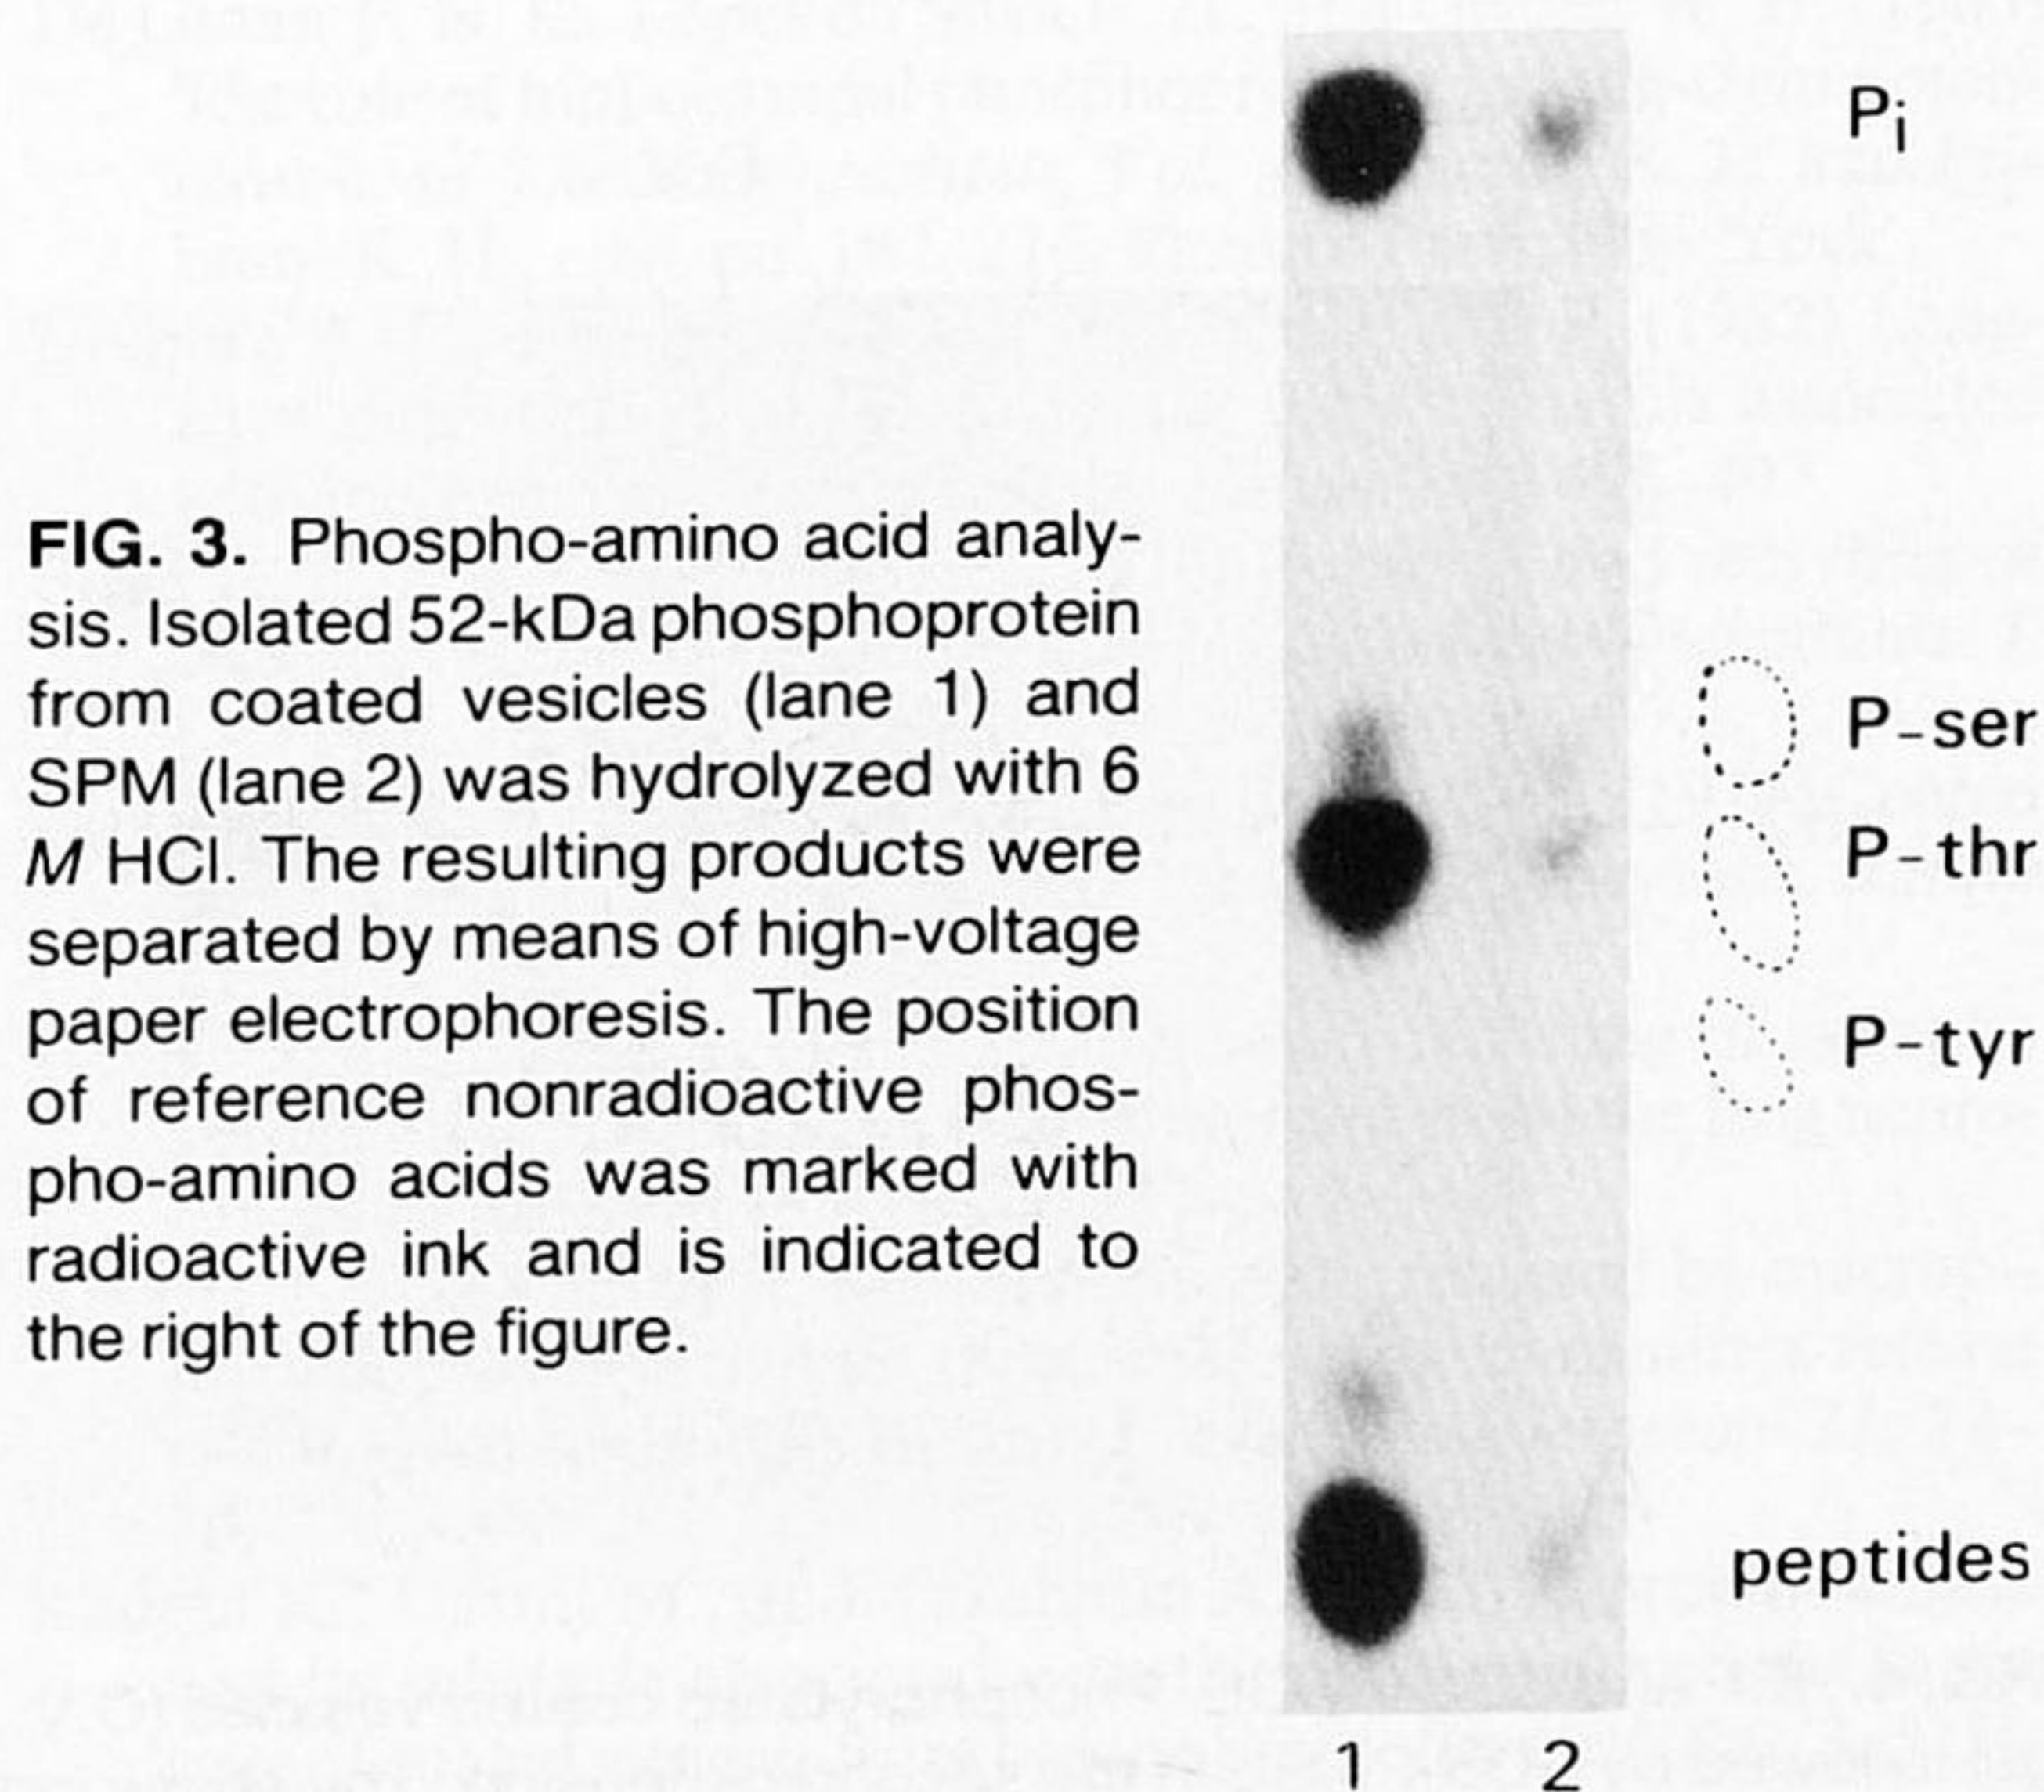 FIG. 3. Phospho-amino acid analy-
sis. Isolated 52-kDa phosphoprotein
from coated vesicles (lane 1) and
SPM (lane 2) was hydrolyzed with 6
M HCl. The resulting products were
separated by means of high-voltage
paper electrophoresis. The position
of reference nonradioactive phos-
pho-amino acids was marked with
radioactive ink and is indicated to
the right of the figure.
Pi
P-ser
P-thr
P-tyr
peptides
1 2